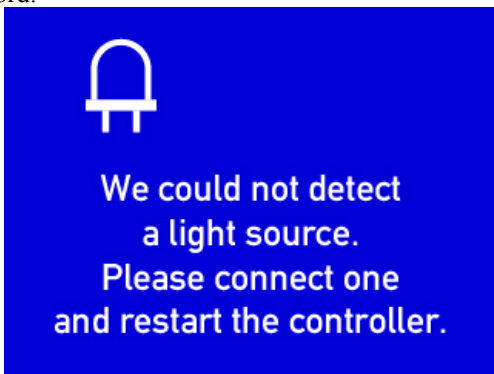 We could not detect
a light source.
Please connect one
and restart the controller.